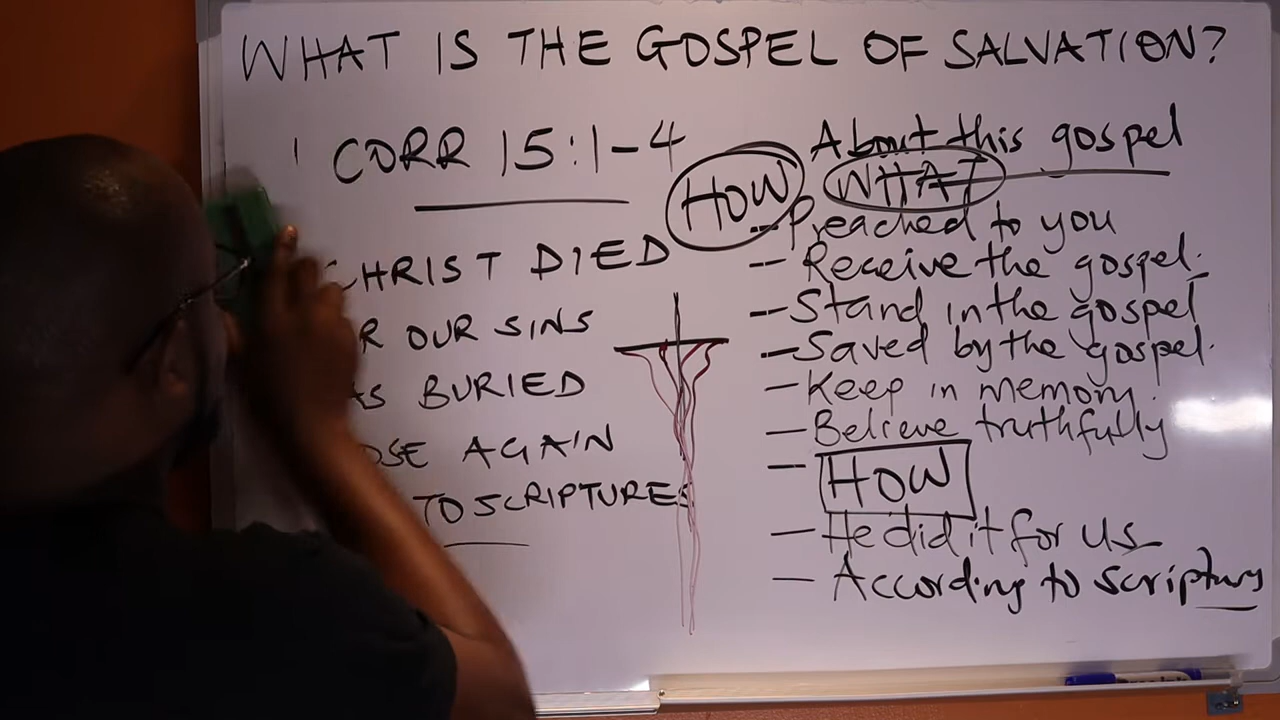 WHAT IS THE GOSPEL OF SALVATION?
1 CORR 15:1-4
CHRIST DIED
R OUR SINS
AS BURIED
OSE AGAIN
TO SCRIPTURES
HOW
About this gospel
WHAT
- Preached to you
- Receive the gospel.
- Stand in the gospel
- Saved by the gospel.
- Keep in memory.
- Believe truthfully
- HOW
- He did it for us
- According to scriptures